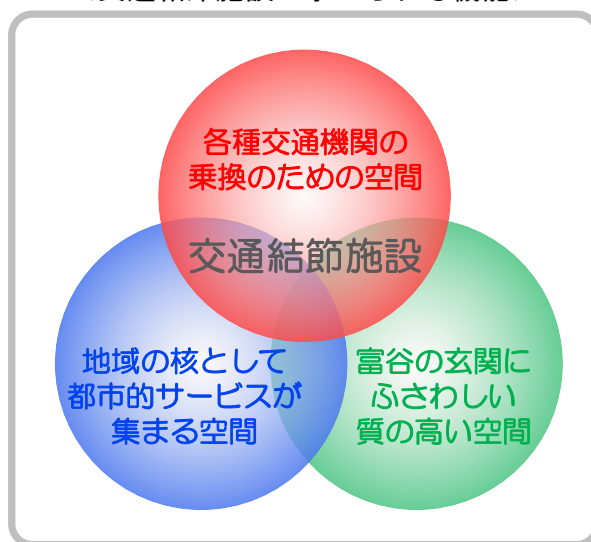 各種交通機関の
乗換のための空間
交通結節施設
地域の核として
都市的サービスが
集まる空間
富谷の玄関に
ふさわしい
質の高い空間